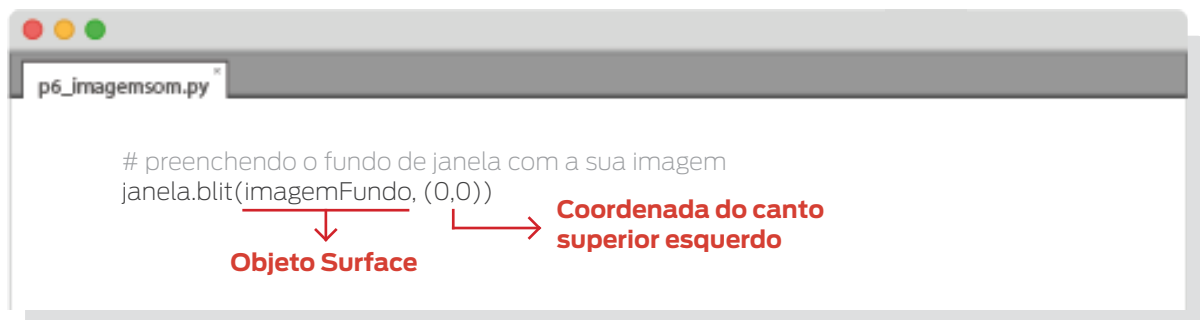 p6_imagemsom.py ×
# preenchendo o fundo de janela com a sua imagem
janela.blit(imagemFundo, (0,0))
Coordenada do canto
superior esquerdo
Objeto Surface